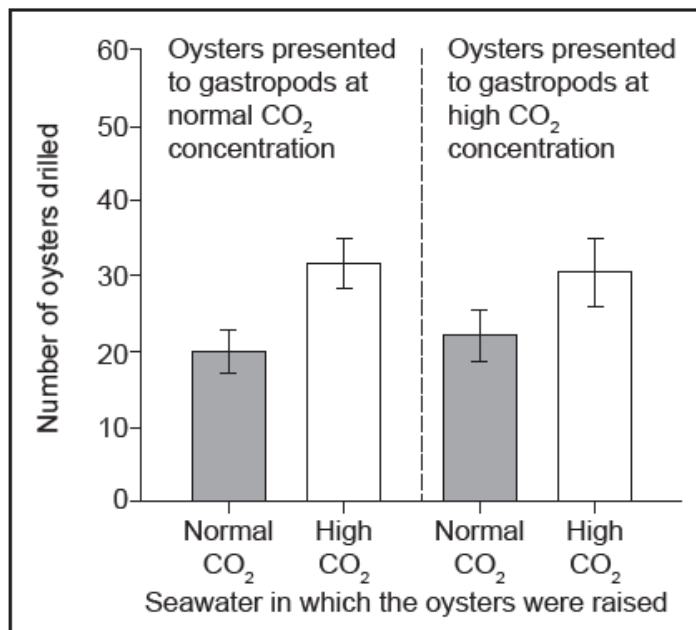 Number of oysters drilled
60
50
40
30
20
10
0
Oysters presented
to gastropods at
normal CO₂
concentration
Oysters presented
to gastropods at
high CO₂
concentration
Normal CO₂
High CO₂
Normal CO₂
High CO₂
Seawater in which the oysters were raised